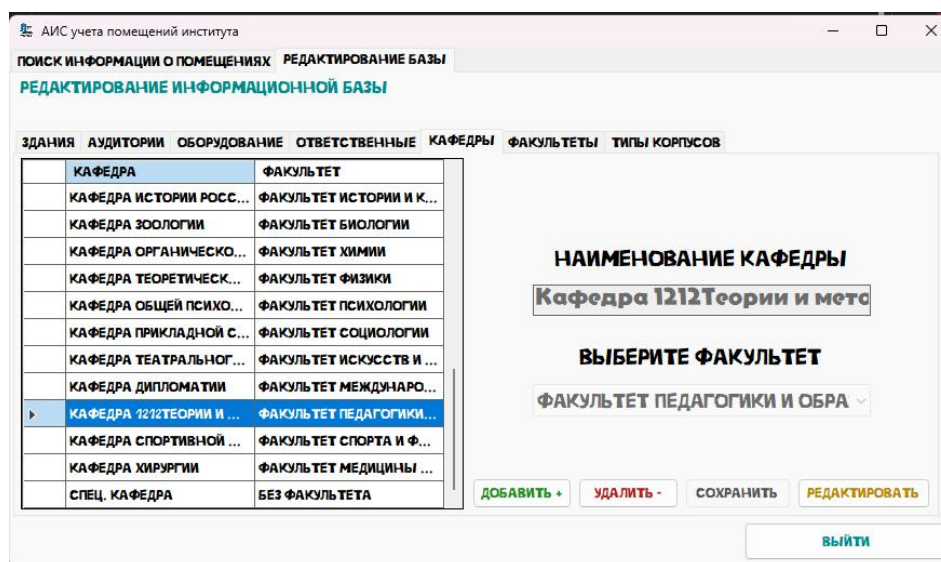 АИС учета помещений института
ПОИСК ИНФОРМАЦИИ О ПОМЕЩЕНИЯХ РЕДАКТИРОВАНИЕ БАЗЫ
РЕДАКТИРОВАНИЕ ИНФОРМАЦИОННОЙ БАЗЫ
ЗДАНИЯ АУДИТОРИИ ОБОРУДОВАНИЕ ОТВЕТСТВЕННЫЕ КАФЕДРЫ ФАКУЛЬТЕТЫ ТИПЫ КОРПУСОВ
КАФЕДРА ФАКУЛЬТЕТ
КАФЕДРА ИСТОРИИ РОСС... ФАКУЛЬТЕТ ИСТОРИИ И К...
КАФЕДРА ЗООЛОГИИ ФАКУЛЬТЕТ БИОЛОГИИ
КАФЕДРА ОРГАНИЧЕСКО... ФАКУЛЬТЕТ ХИМИИ
КАФЕДРА ТЕОРЕТИЧЕСК... ФАКУЛЬТЕТ ФИЗИКИ
КАФЕДРА ОБЩЕЙ ПСИХО... ФАКУЛЬТЕТ ПСИХОЛОГИИ
КАФЕДРА ПРИКЛАДНОЙ С... ФАКУЛЬТЕТ СОЦИОЛОГИИ
КАФЕДРА ТЕАТРАЛЬНОГ... ФАКУЛЬТЕТ ИСКУССТВ И ...
КАФЕДРА ДИПЛОМАТИИ ФАКУЛЬТЕТ МЕЖДУНАРО...
КАФЕДРА 1212ТЕОРИИ И ... ФАКУЛЬТЕТ ПЕДАГОГИКИ...
КАФЕДРА СПОРТИВНОЙ ... ФАКУЛЬТЕТ СПОРТА И Ф...
КАФЕДРА ХИРУРГИИ ФАКУЛЬТЕТ МЕДИЦИНЫ ...
СПЕЦ. КАФЕДРА БЕЗ ФАКУЛЬТЕТА
НАИМЕНОВАНИЕ КАФЕДРЫ
Кафедра 1212Теории и мето
ВЫБЕРИТЕ ФАКУЛЬТЕТ
ФАКУЛЬТЕТ ПЕДАГОГИКИ И ОБРА
ДОБАВИТЬ + УДАЛИТЬ - СОХРАНИТЬ РЕДАКТИРОВАТЬ
ВЫЙТИ